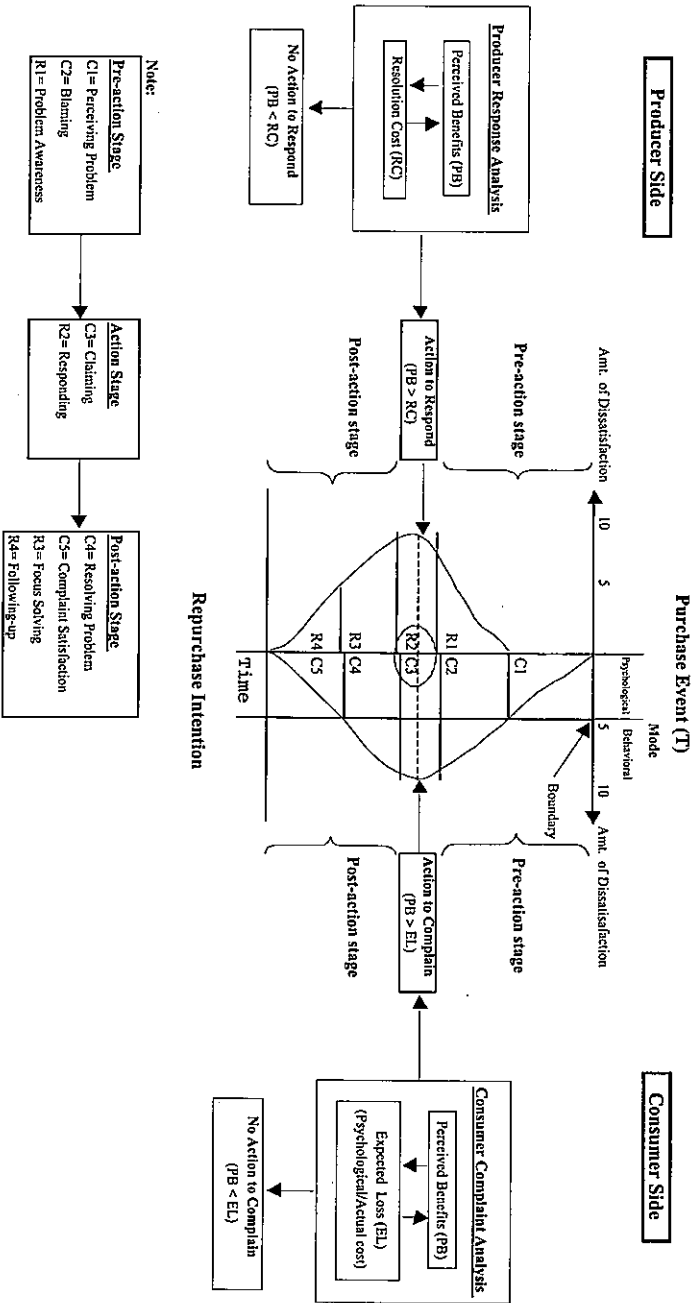 Producer Side
Consumer Side
Purchase Event (T)
Mode
Psychological
Behavioral
Amt. of Dissatisfaction
10
5
5
10
Amt. of Dissatisafaction
Boundary
Producer Response Analysis
Perceived Benefits (PB)
Resolution Cost (RC)
No Action to Respond
(PB < RC)
Pre-action stage
Action to Respond
(PB > RC)
Post-action stage
C1
R1 C2
R2 C3
R3 C4
R4 C5
Time
Repurchase Intention
Pre-action stage
Action to Complain
(PB > EL)
Post-action stage
Consumer Complaint Analysis
Perceived Benefits (PB)
Expected Loss (EL)
(Psychological/Actual cost)
No Action to Complain
(PB < EL)
Note:
Pre-action Stage
C1= Perceiving Problem
C2= Blaming
R1= Problem Awareness
Action Stage
C3= Claiming
R2= Responding
Post-action Stage
C4= Resolving Problem
C5= Complaint Satisfaction
R3= Focus Solving
R4= Following-up